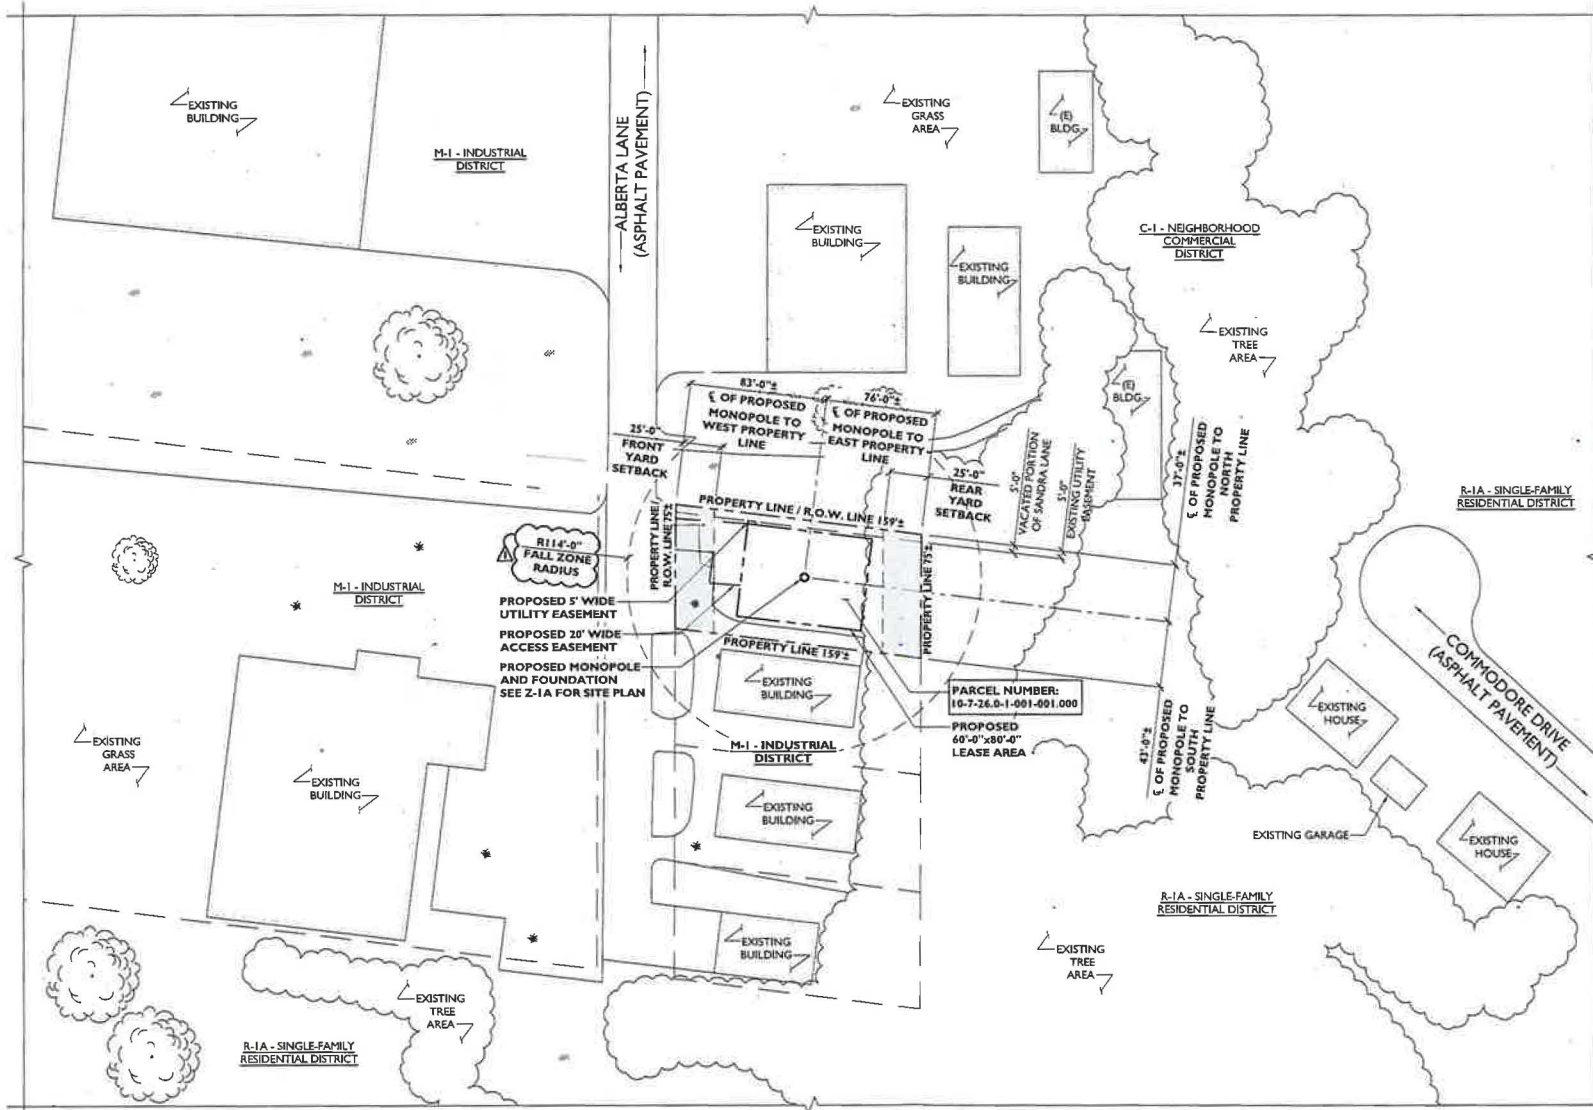 EXISTING
BUILDING
M-1 - INDUSTRIAL
DISTRICT
ALBERTA LANE
(ASPHALT PAVEMENT)
EXISTING
GRASS
AREA
(E)
BLDG.
EXISTING
BUILDING
EXISTING
BUILDING
C-1 - NEIGHBORHOOD
COMMERCIAL
DISTRICT
EXISTING
TREE
AREA
(E)
BLDG.
83'-0"±
℄ OF PROPOSED
MONOPOLE TO
WEST PROPERTY
LINE
76'-0"±
℄ OF PROPOSED
MONOPOLE TO
EAST PROPERTY
LINE
25'-0"
FRONT
YARD
SETBACK
25'-0"
REAR
YARD
SETBACK
5'-0"
VACATED PORTION
OF SANDRA LANE
5'-0"
EXISTING UTILITY
EASEMENT
37'-0"±
℄ OF PROPOSED
MONOPOLE TO
NORTH
PROPERTY LINE
R-1A - SINGLE-FAMILY
RESIDENTIAL DISTRICT
PROPERTY LINE / R.O.W. LINE 159'±
PROPERTY LINE /
R.O.W. LINE 75'±
PROPERTY LINE 75'±
R114'-0"
FALL ZONE
RADIUS
M-1 - INDUSTRIAL
DISTRICT
PROPOSED 5' WIDE
UTILITY EASEMENT
PROPOSED 20' WIDE
ACCESS EASEMENT
PROPOSED MONOPOLE
AND FOUNDATION
SEE Z-1A FOR SITE PLAN
PROPERTY LINE 159'±
EXISTING
BUILDING
PARCEL NUMBER:
10-7-26.0-1-001-001.000
PROPOSED
60'-0"x80'-0"
LEASE AREA
M-1 - INDUSTRIAL
DISTRICT
43'-0"±
℄ OF PROPOSED
MONOPOLE TO
SOUTH
PROPERTY LINE
COMMODORE DRIVE
(ASPHALT PAVEMENT)
EXISTING
HOUSE
EXISTING
GRASS
AREA
EXISTING
BUILDING
EXISTING
BUILDING
EXISTING GARAGE
EXISTING
HOUSE
R-1A - SINGLE-FAMILY
RESIDENTIAL DISTRICT
EXISTING
BUILDING
EXISTING
TREE
AREA
EXISTING
TREE
AREA
R-1A - SINGLE-FAMILY
RESIDENTIAL DISTRICT